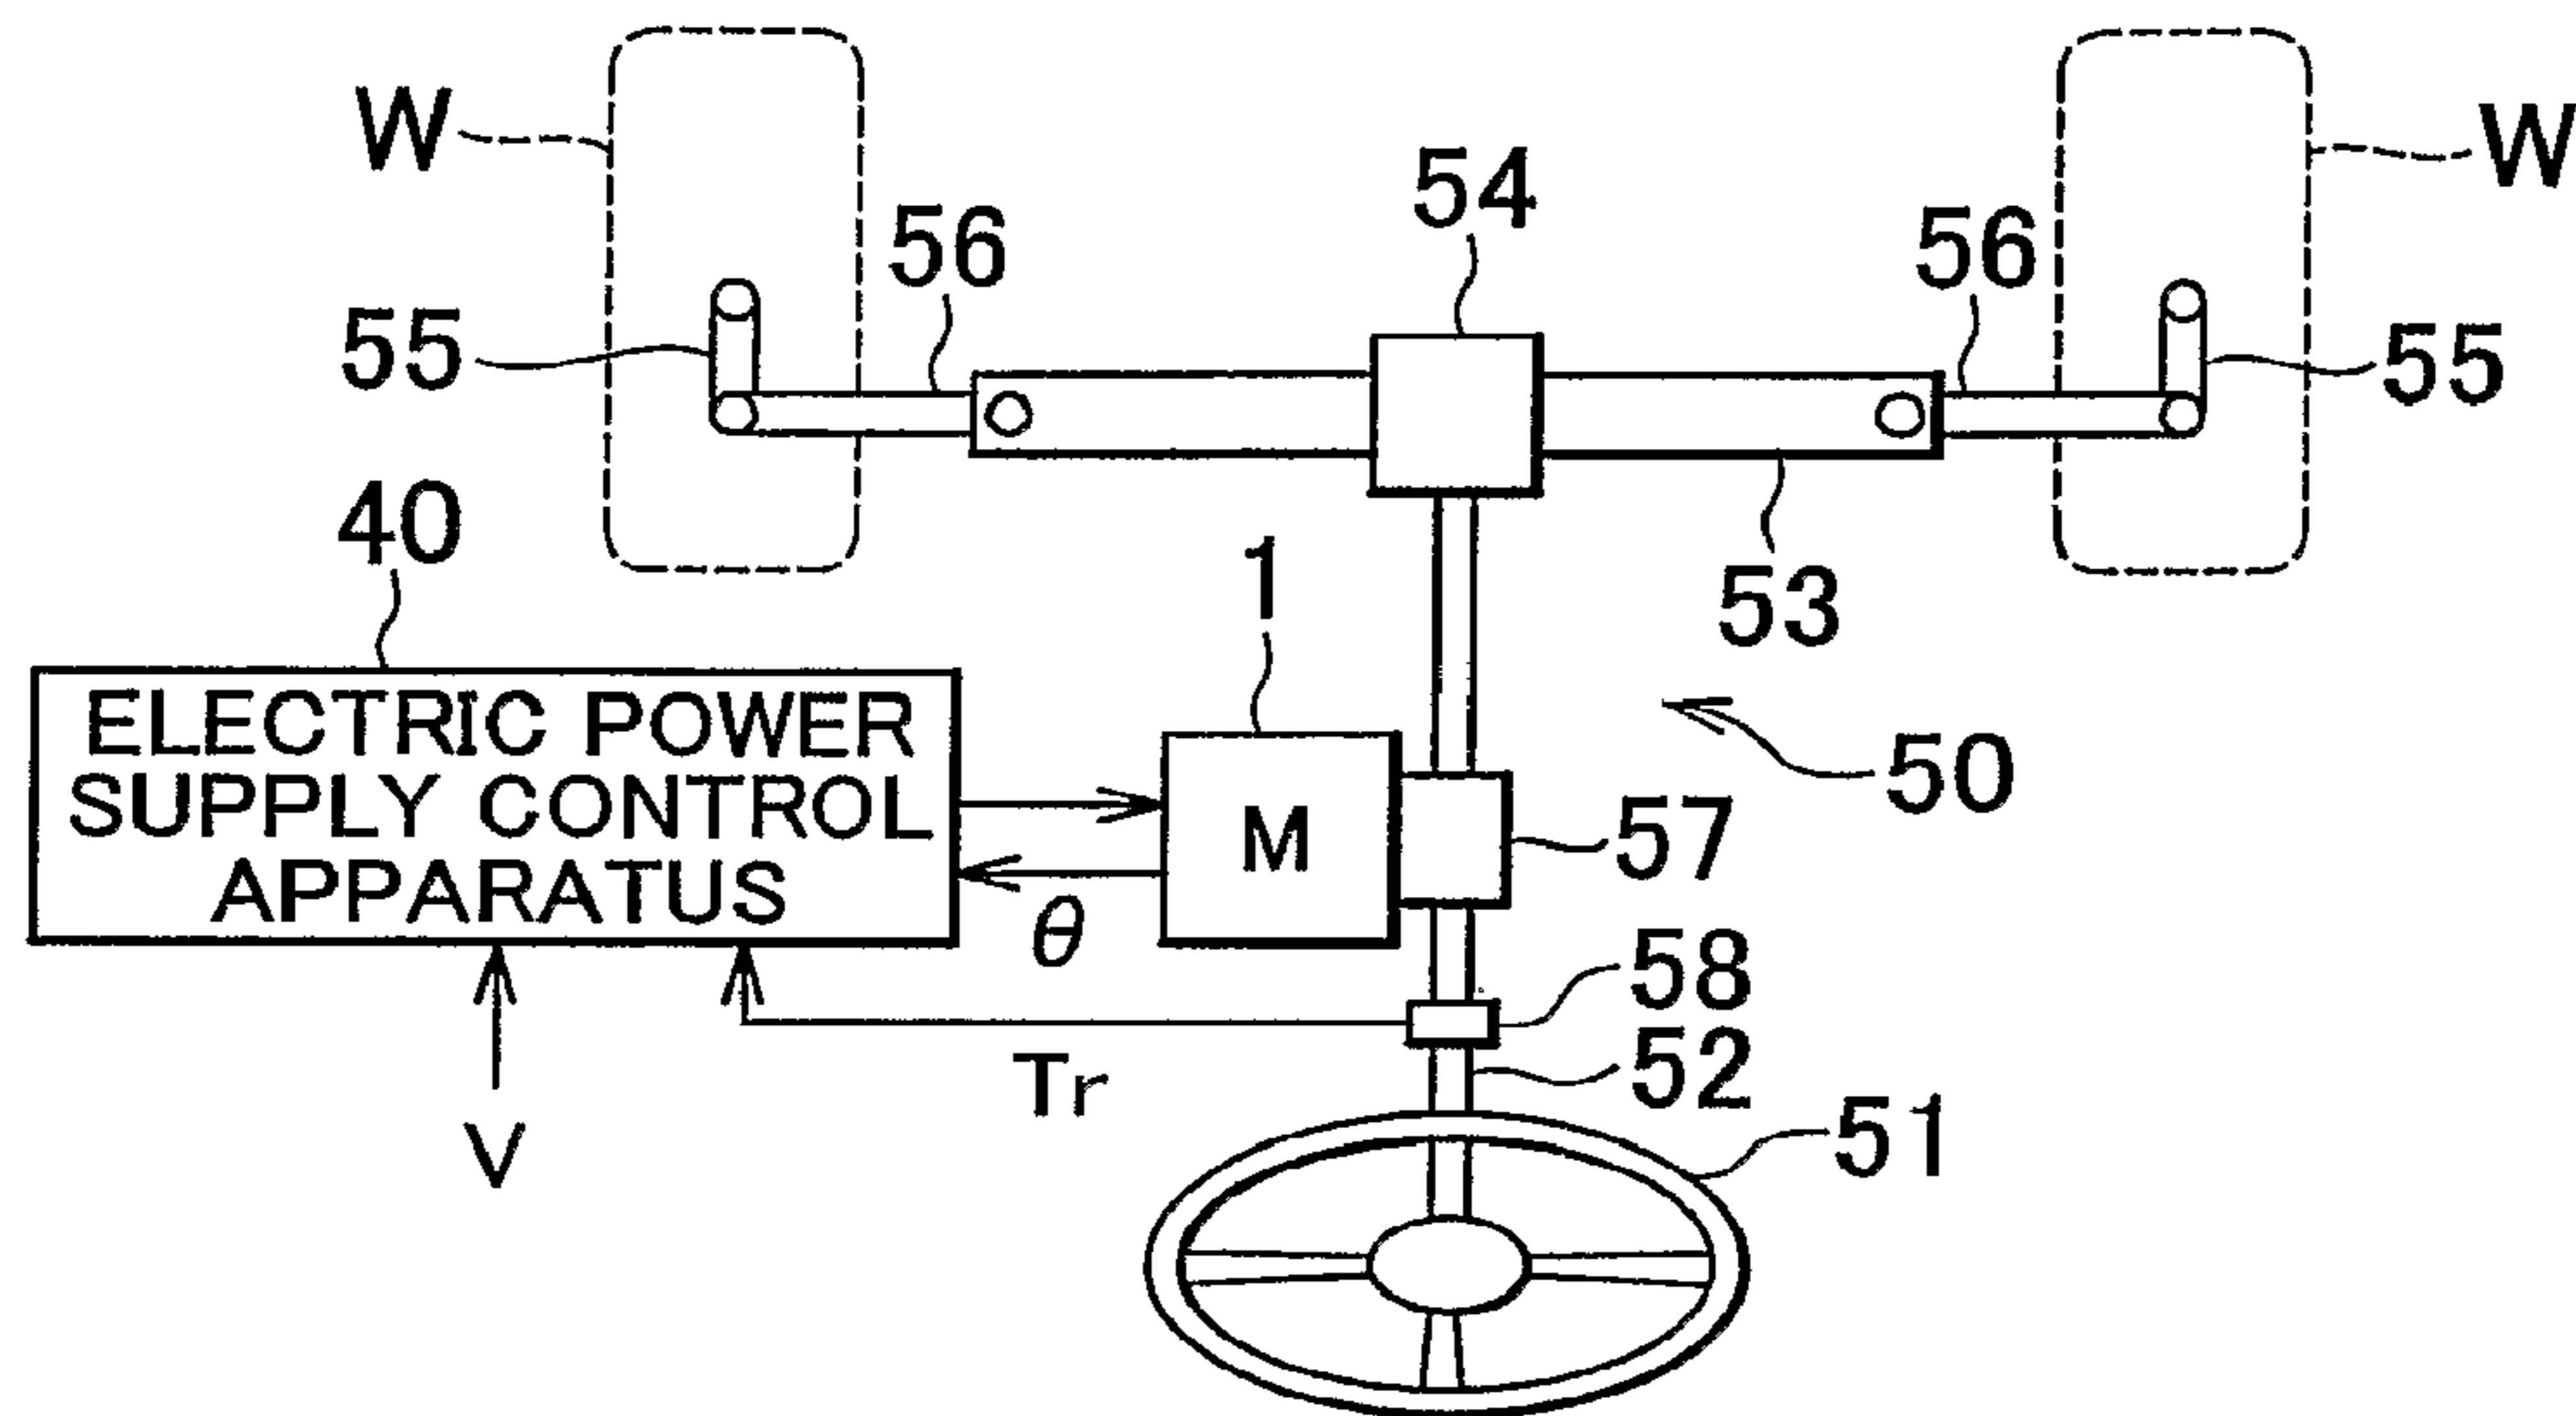 W
W
54
56
56
55
55
40
1
53
ELECTRIC POWER
SUPPLY CONTROL
APPARATUS
50
M
57
θ
58
Tr
52
V
51